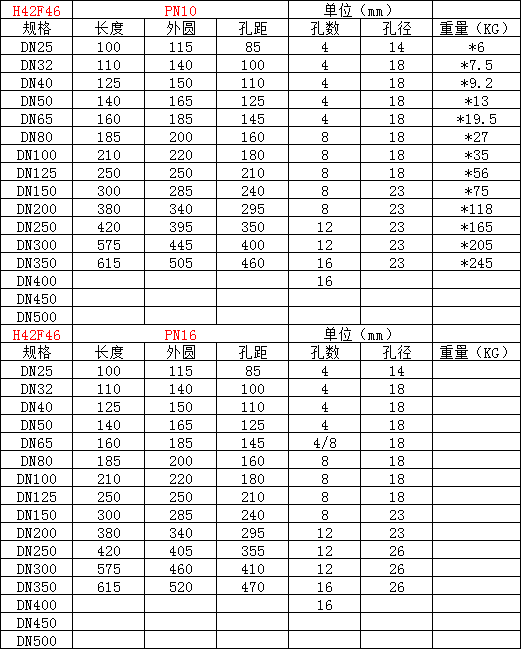 H42F46 PN10 单位（mm）
规格 长度 外圆 孔距 孔数 孔径 重量（KG）
DN25 100 115 85 4 14 *6
DN32 110 140 100 4 18 *7.5
DN40 125 150 110 4 18 *9.2
DN50 140 165 125 4 18 *13
DN65 160 185 145 4 18 *19.5
DN80 185 200 160 8 18 *27
DN100 210 220 180 8 18 *35
DN125 250 250 210 8 18 *56
DN150 300 285 240 8 23 *75
DN200 380 340 295 8 23 *118
DN250 420 395 350 12 23 *165
DN300 575 445 400 12 23 *205
DN350 615 505 460 16 23 *245
DN400 16
DN450
DN500
H42F46 PN16 单位（mm）
规格 长度 外圆 孔距 孔数 孔径 重量（KG）
DN25 100 115 85 4 14
DN32 110 140 100 4 18
DN40 125 150 110 4 18
DN50 140 165 125 4 18
DN65 160 185 145 4/8 18
DN80 185 200 160 8 18
DN100 210 220 180 8 18
DN125 250 250 210 8 18
DN150 300 285 240 8 23
DN200 380 340 295 12 23
DN250 420 405 355 12 26
DN300 575 460 410 12 26
DN350 615 520 470 16 26
DN400 16
DN450
DN500